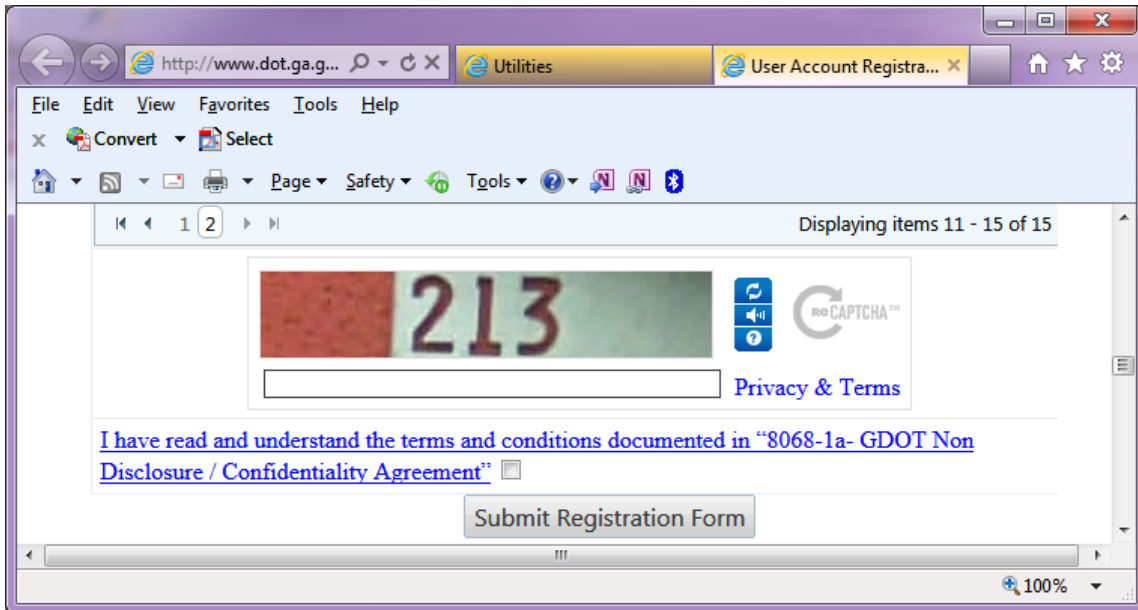 http://www.dot.ga.g...
Utilities
User Account Registra...
File Edit View Favorites Tools Help
x Convert Select
Page Safety Tools
1 2 Displaying items 11 - 15 of 15
213
reCAPTCHA™
Privacy & Terms
I have read and understand the terms and conditions documented in “8068-1a- GDOT Non
Disclosure / Confidentiality Agreement”
Submit Registration Form
100%